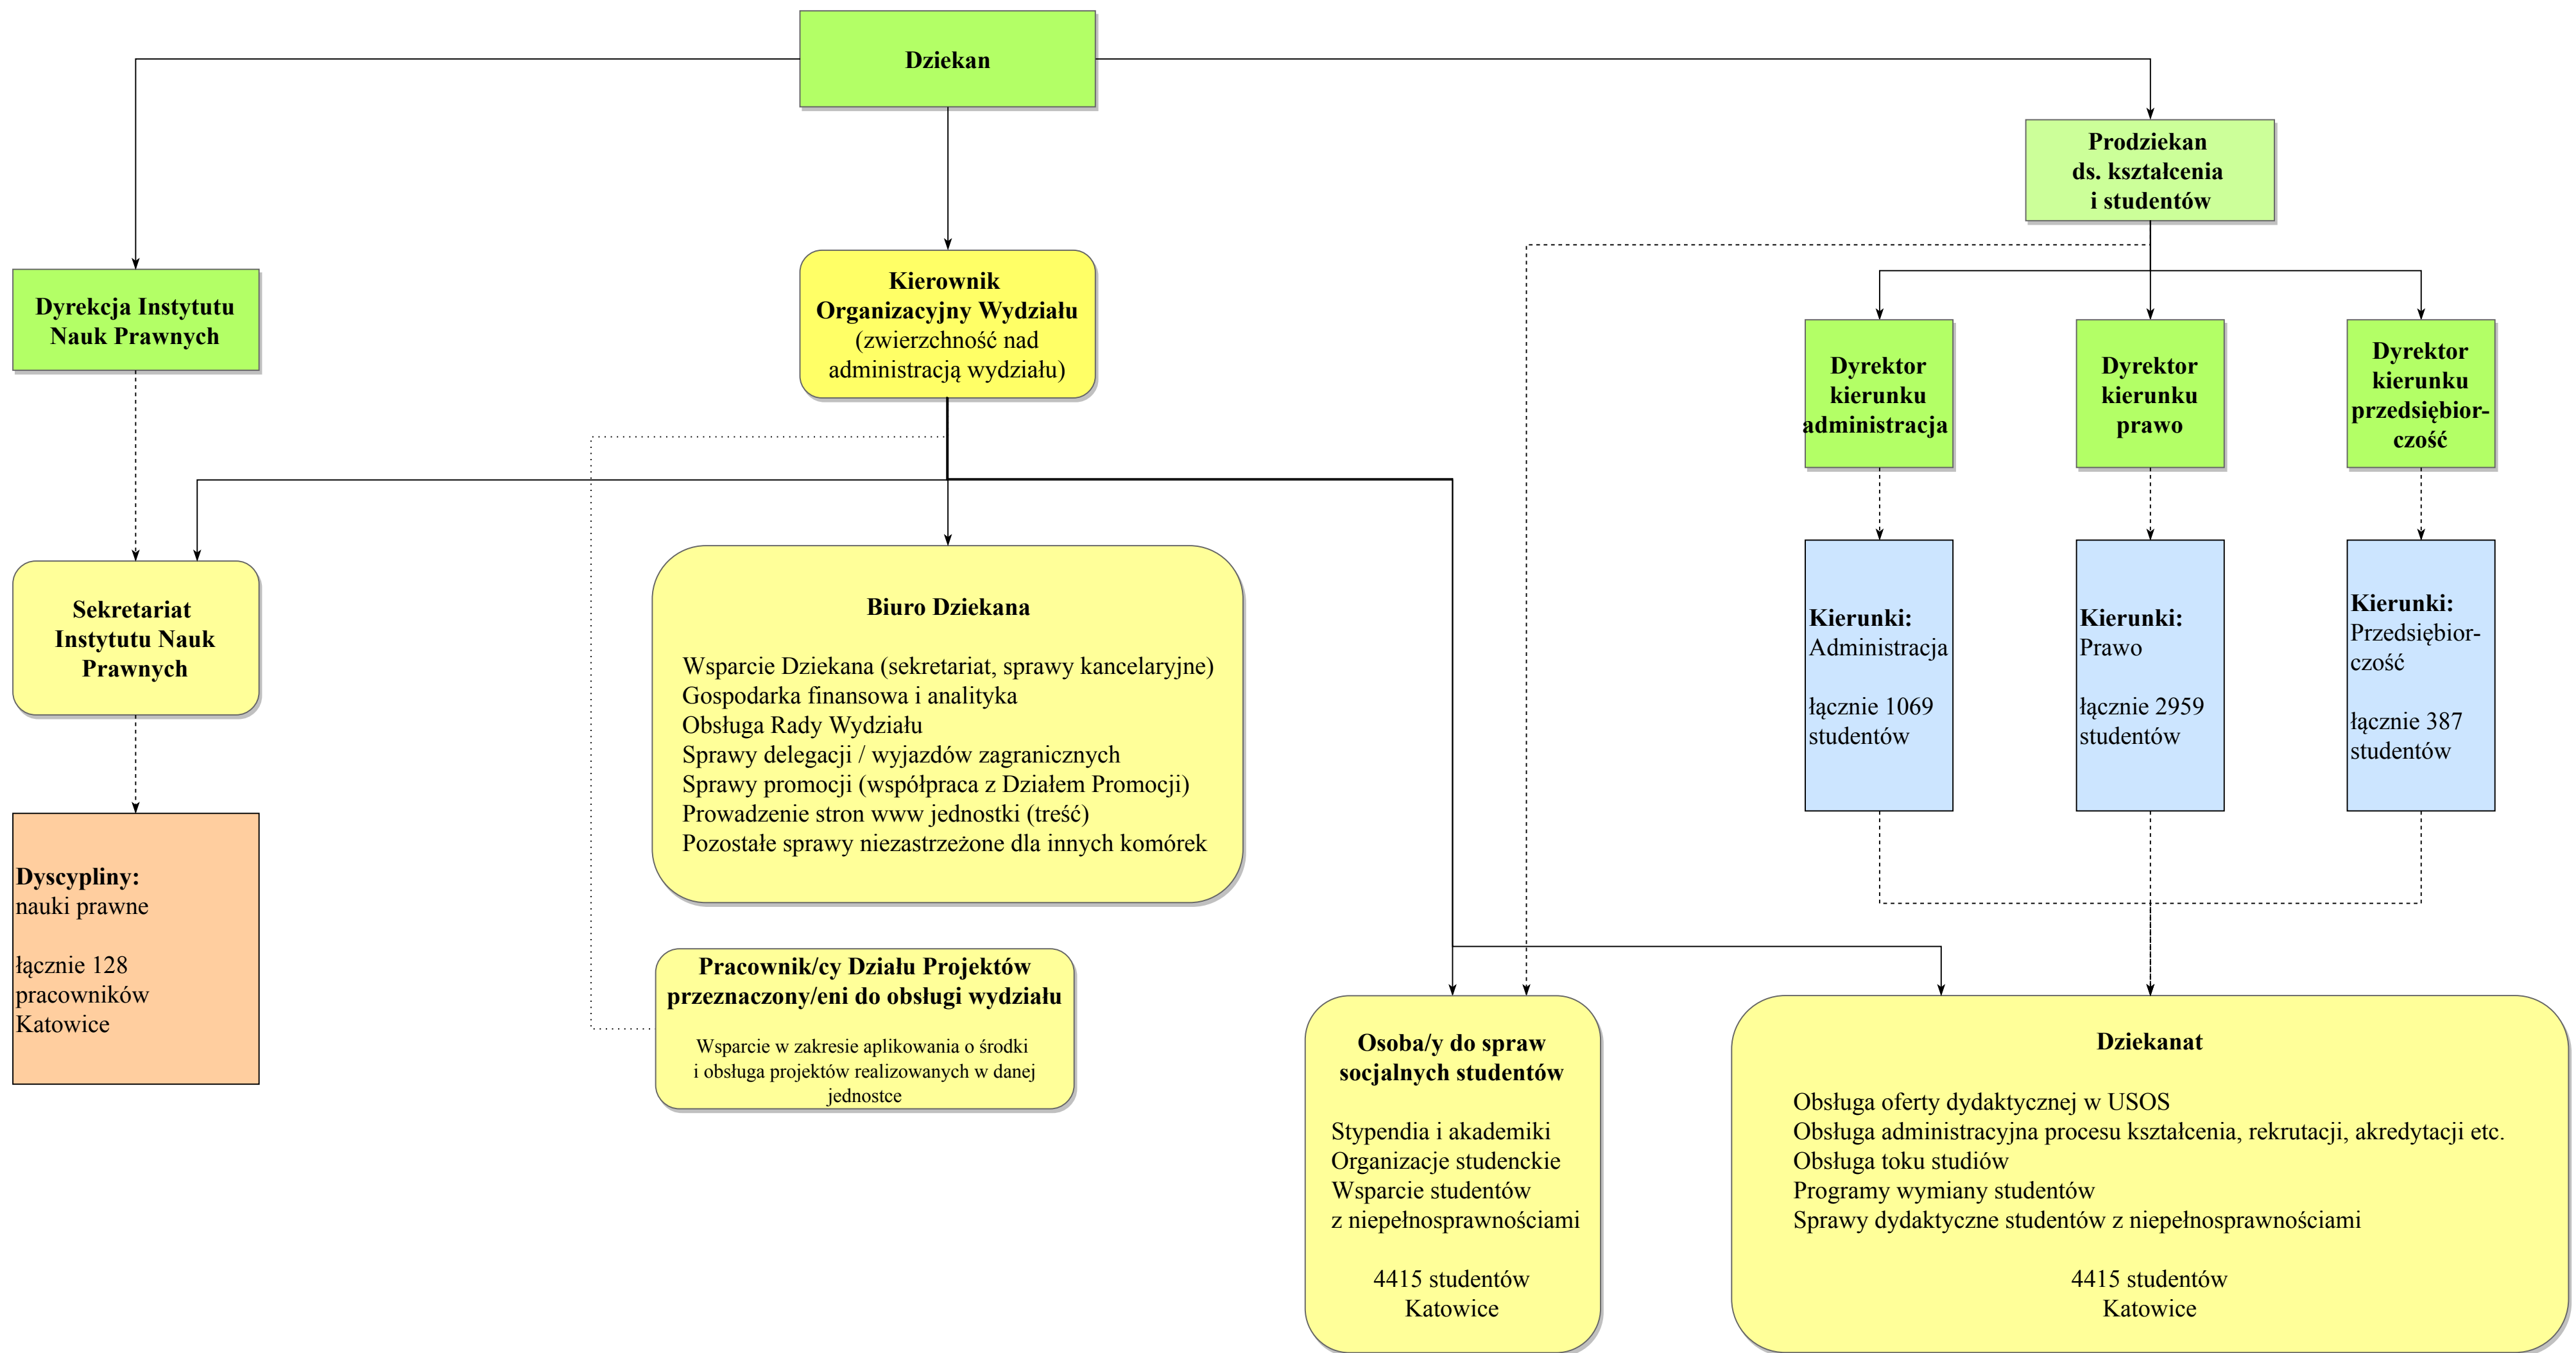 Dziekan
Prodziekan
ds. kształcenia
i studentów
Dyrekcja Instytutu
Nauk Prawnych
Kierownik
Organizacyjny Wydziału
(zwierzchność nad
administracją wydziału)
Dyrektor
kierunku
administracja
Dyrektor
kierunku
prawo
Dyrektor
kierunku
przedsiębior-
czość
Sekretariat
Instytutu Nauk
Prawnych
Biuro Dziekana
Wsparcie Dziekana (sekretariat, sprawy kancelaryjne)
Gospodarka finansowa i analityka
Obsługa Rady Wydziału
Sprawy delegacji / wyjazdów zagranicznych
Sprawy promocji (współpraca z Działem Promocji)
Prowadzenie stron www jednostki (treść)
Pozostałe sprawy niezastrzeżone dla innych komórek
Kierunki:
Administracja
łącznie 1069
studentów
Kierunki:
Prawo
łącznie 2959
studentów
Kierunki:
Przedsiębior-
czość
łącznie 387
studentów
Dyscypliny:
nauki prawne
łącznie 128
pracowników
Katowice
Pracownik/cy Działu Projektów
przeznaczony/eni do obsługi wydziału
Wsparcie w zakresie aplikowania o środki
i obsługa projektów realizowanych w danej
jednostce
Osoba/y do spraw
socjalnych studentów
Stypendia i akademiki
Organizacje studenckie
Wsparcie studentów
z niepełnosprawnościami
4415 studentów
Katowice
Dziekanat
Obsługa oferty dydaktycznej w USOS
Obsługa administracyjna procesu kształcenia, rekrutacji, akredytacji etc.
Obsługa toku studiów
Programy wymiany studentów
Sprawy dydaktyczne studentów z niepełnosprawnościami
4415 studentów
Katowice